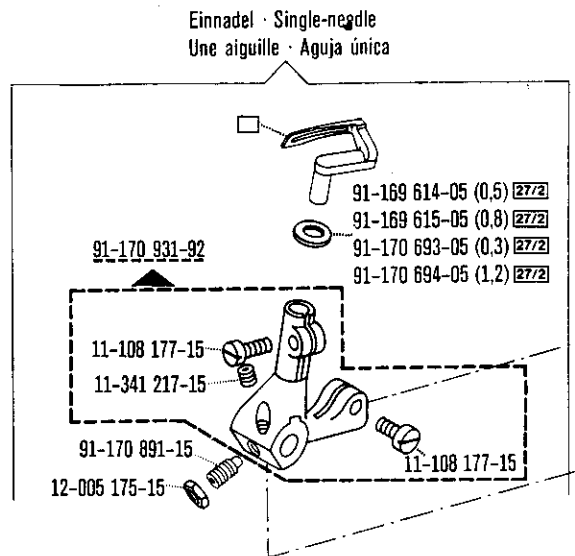 Einnadel · Single-needle
Une aiguille · Aguja única
91-169 614-05 (0,5) 27/2
91-169 615-05 (0,8) 27/2
91-170 693-05 (0,3) 27/2
91-170 694-05 (1,2) 27/2
91-170 931-92
11-108 177-15
11-341 217-15
91-170 891-15
12-005 175-15
11-108 177-15